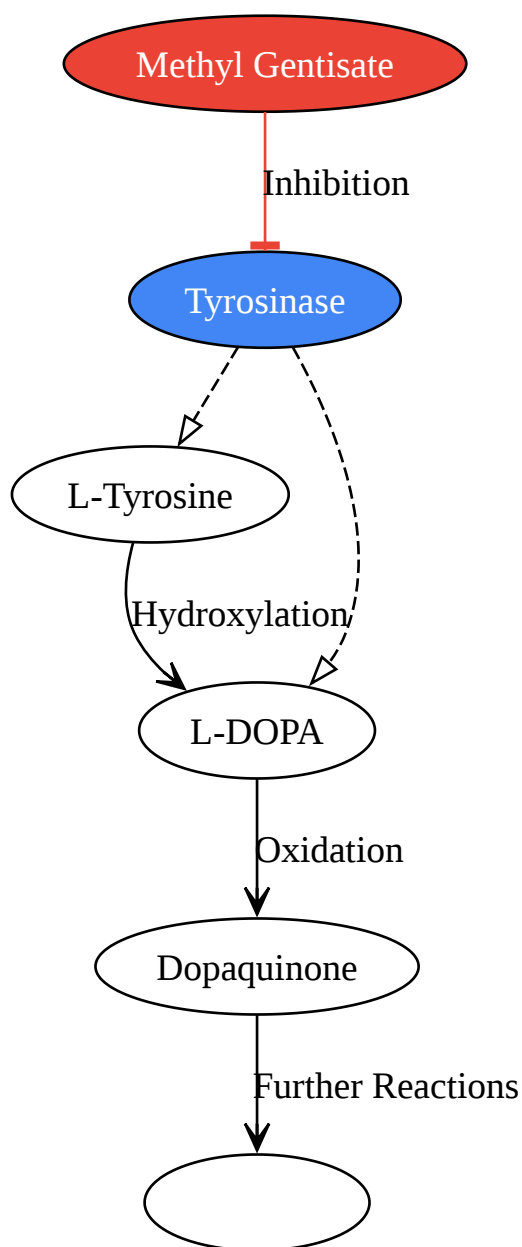 Methyl Gentisate
Inhibition
Tyrosinase
L-Tyrosine
Hydroxylation
L-DOPA
Oxidation
Dopaquinone
Further Reactions